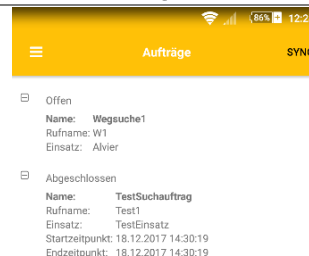 86% 12:2
Aufträge SYNC
Offen
Name: Wegsuche1
Rufname: W1
Einsatz: Alvier
Abgeschlossen
Name: TestSuchauftrag
Rufname: Test1
Einsatz: TestEinsatz
Startzeitpunkt: 18.12.2017 14:30:19
Endzeitpunkt: 18.12.2017 14:30:19